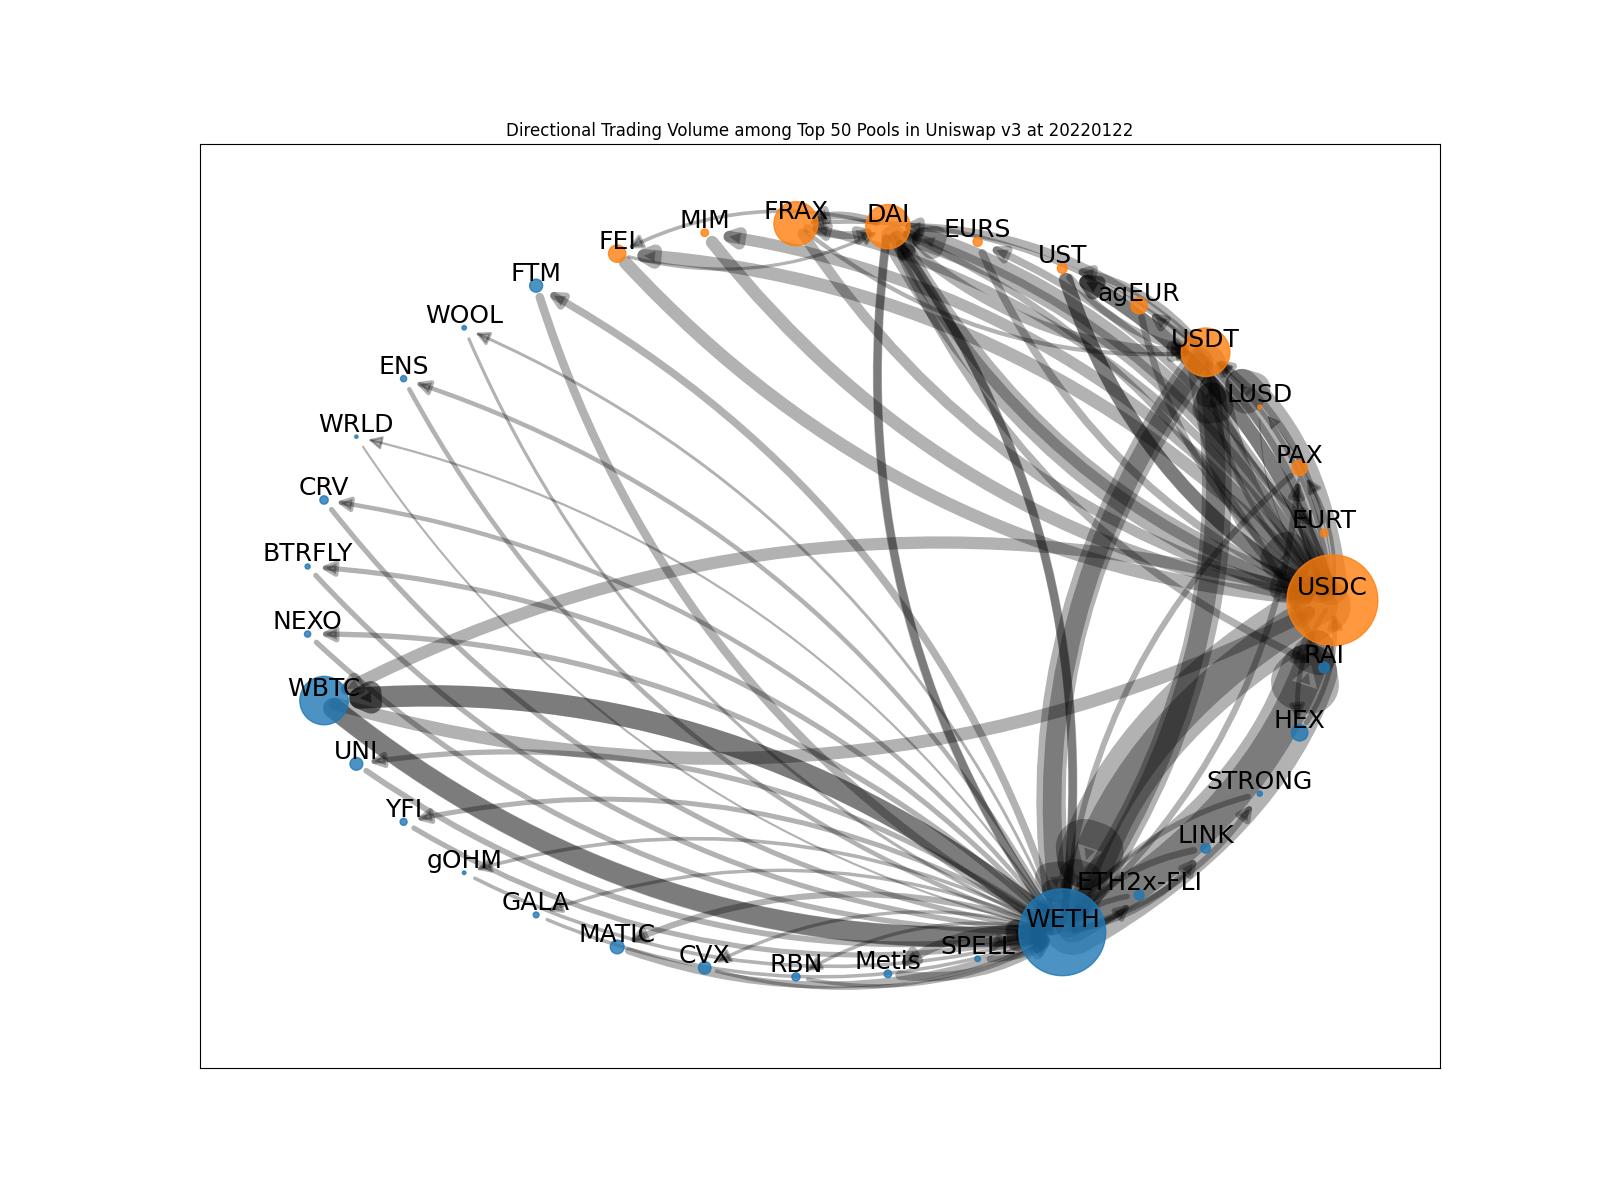 Directional Trading Volume among Top 50 Pools in Uniswap v3 at 20220122
FRAX
DAI
MIM
EURS
FEI
UST
FTM
agEUR
WOOL
USDT
ENS
LUSD
WRLD
PAX
CRV
EURT
BTRFLY
USDC
NEXO
RAI
WBTC
HEX
UNI
STRONG
YFI
LINK
gOHM
ETH2x-FLI
GALA
WETH
MATIC
SPELL
CVX
Metis
RBN